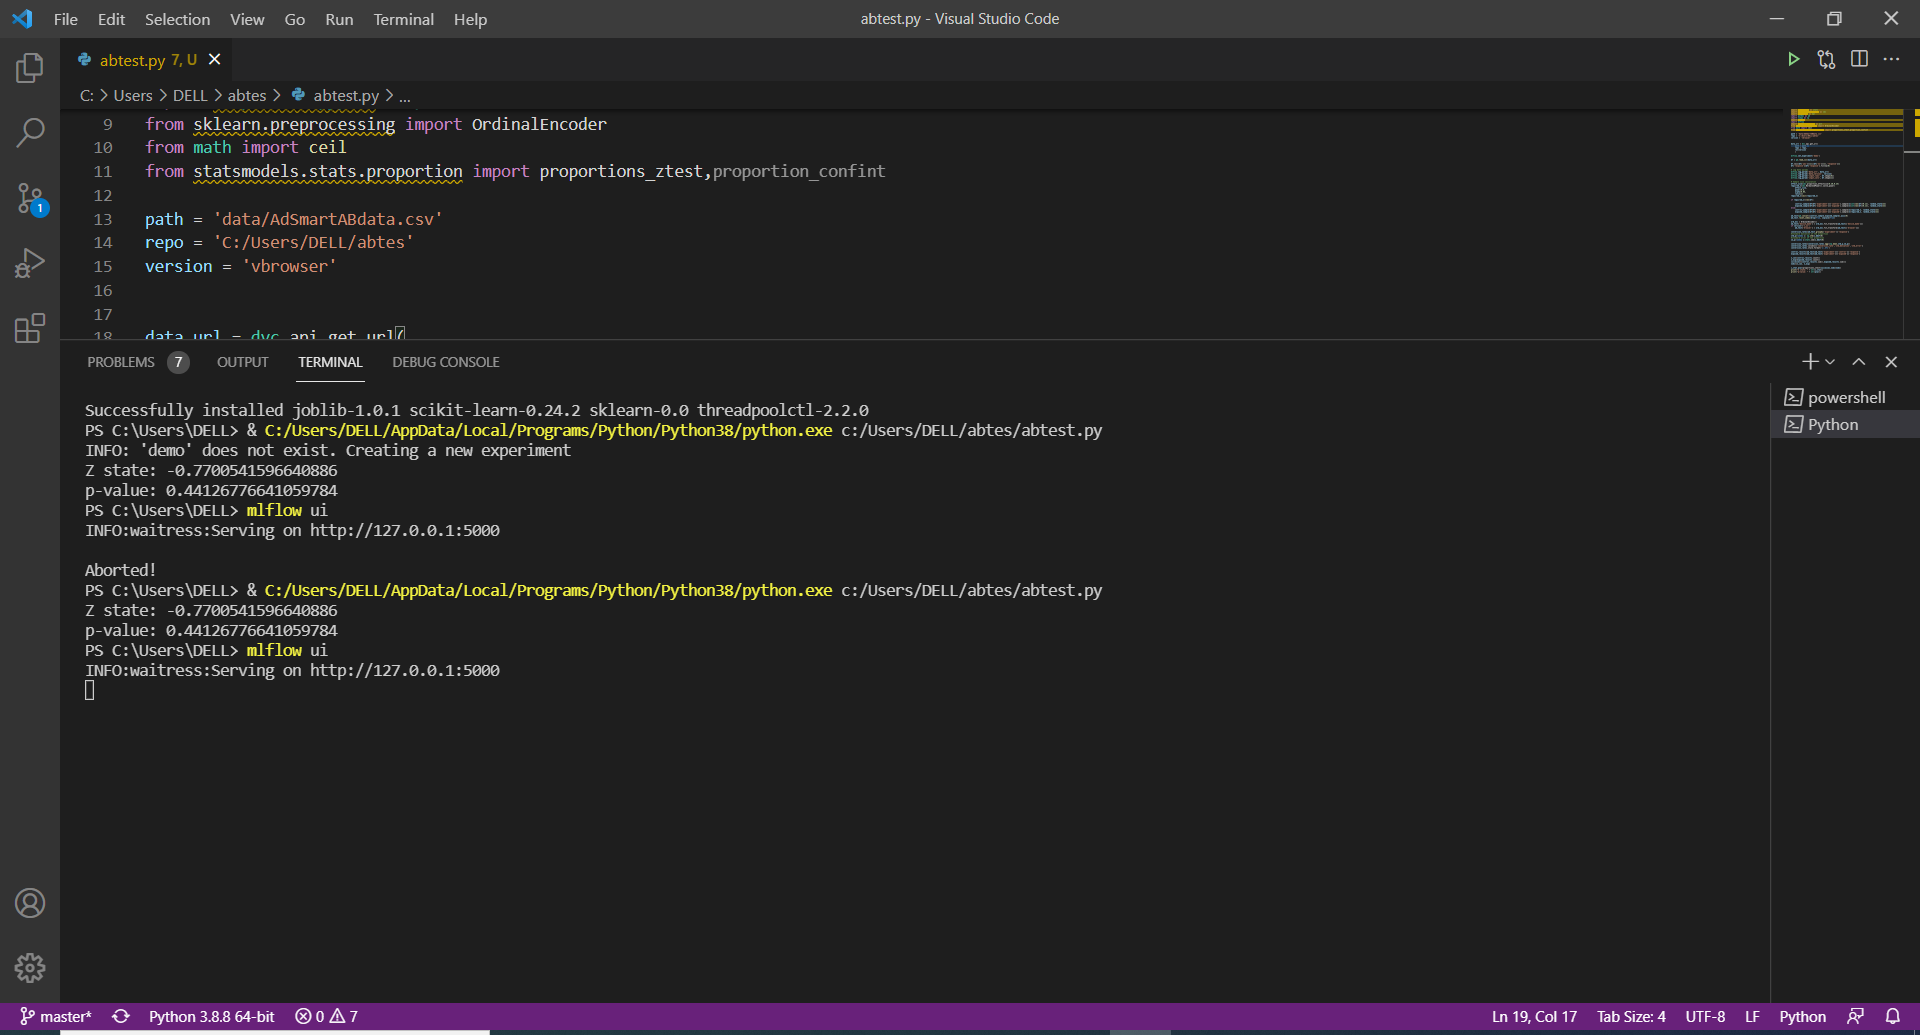 File Edit Selection View Go Run Terminal Help
abtest.py - Visual Studio Code
abtest.py 7, U
C: > Users > DELL > abtes > abtest.py > ...
9 from sklearn.preprocessing import OrdinalEncoder
10 from math import ceil
11 from statsmodels.stats.proportion import proportions_ztest,proportion_confint
12
13 path = 'data/AdSmartABdata.csv'
14 repo = 'C:/Users/DELL/abtes'
15 version = 'vbrowser'
16
17
18 data_url = dvc.api.get_url(
1
PROBLEMS 7 OUTPUT TERMINAL DEBUG CONSOLE
powershell
Python
Successfully installed joblib-1.0.1 scikit-learn-0.24.2 sklearn-0.0 threadpoolctl-2.2.0
PS C:\Users\DELL> & C:/Users/DELL/AppData/Local/Programs/Python/Python38/python.exe c:/Users/DELL/abtes/abtest.py
INFO: 'demo' does not exist. Creating a new experiment
Z state: -0.7700541596640886
p-value: 0.44126776641059784
PS C:\Users\DELL> mlflow ui
INFO:waitress:Serving on http://127.0.0.1:5000
Aborted!
PS C:\Users\DELL> & C:/Users/DELL/AppData/Local/Programs/Python/Python38/python.exe c:/Users/DELL/abtes/abtest.py
Z state: -0.7700541596640886
p-value: 0.44126776641059784
PS C:\Users\DELL> mlflow ui
INFO:waitress:Serving on http://127.0.0.1:5000
master* Python 3.8.8 64-bit 0 7 Ln 19, Col 17 Tab Size: 4 UTF-8 LF Python